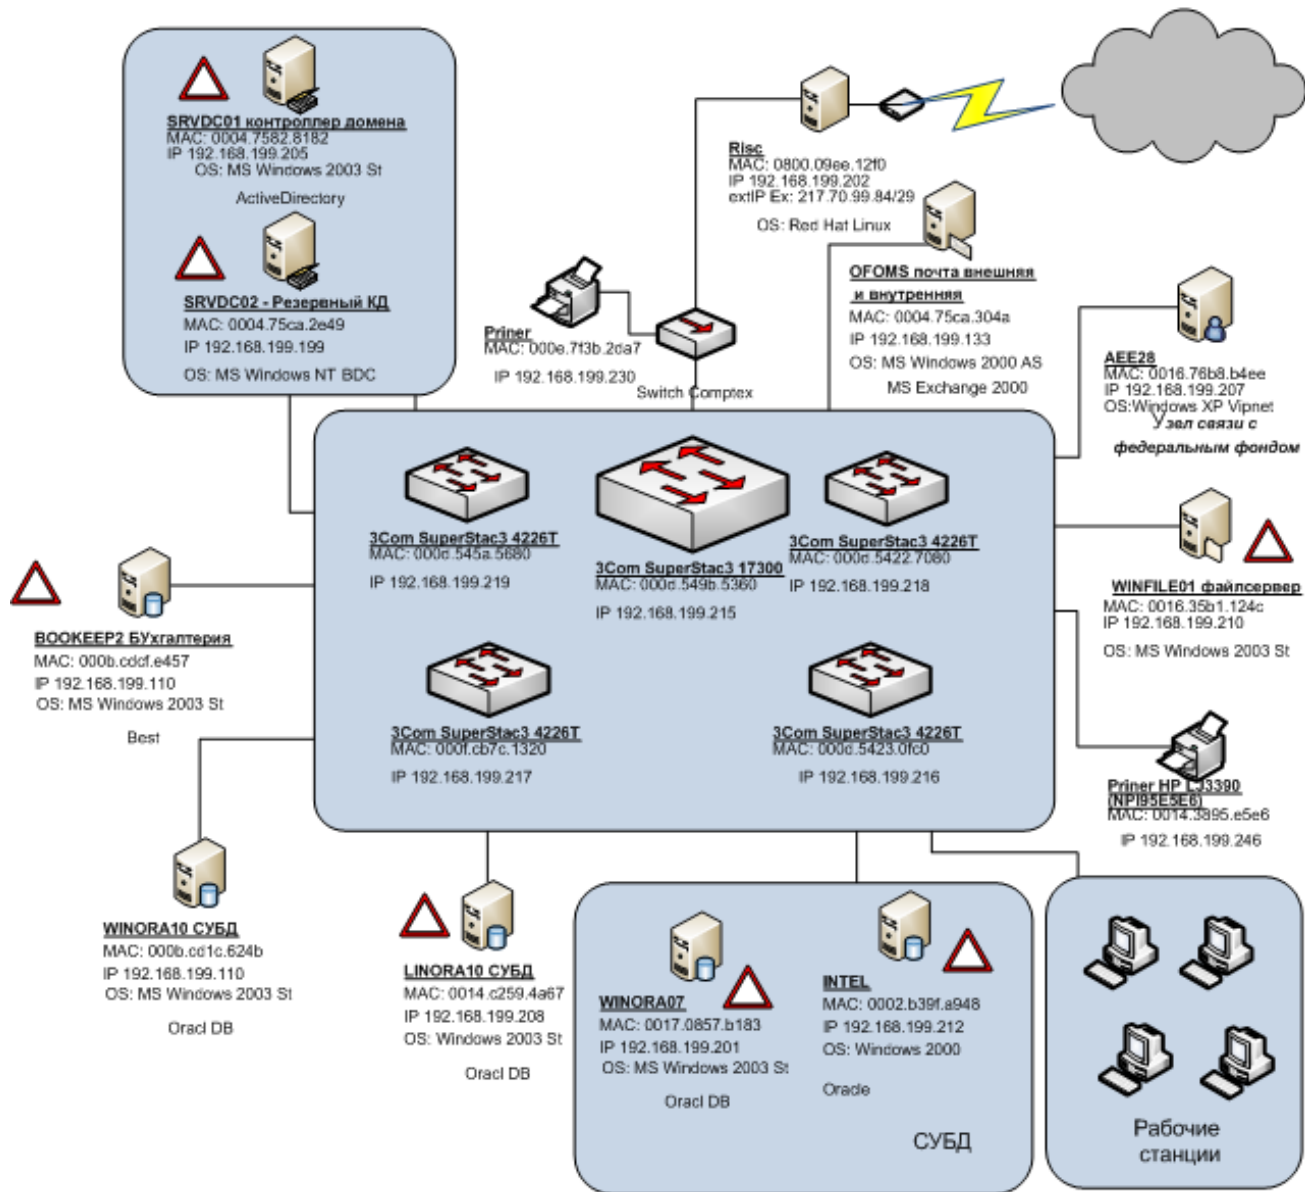 SRVDC01 контроллер домена
MAC: 0004.7582.8182
IP 192.168.199.205
OS: MS Windows 2003 St
ActiveDirectory
SRVDC02 - Резервный КД
MAC: 0004.75ca.2e49
IP 192.168.199.199
OS: MS Windows NT BDC
Risc
MAC: 0800.09ee.12f0
IP 192.168.199.202
extIP Ex: 217.70.99.84/29
OS: Red Hat Linux
OFOMS почта внешняя
и внутренняя
MAC: 0004.75ca.304a
IP 192.168.199.133
OS: MS Windows 2000 AS
MS Exchange 2000
Priner
MAC: 000e.7f3b.2da7
IP 192.168.199.230
Switch Comptex
AEE28
MAC: 0016.76b8.b4ee
IP 192.168.199.207
OS:Windows XP Vipnet
Узел связи с
федеральным фондом
3Com SuperStac3 4226T
MAC: 000d.545a.5680
IP 192.168.199.219
3Com SuperStac3 17300
MAC: 000d.549b.5360
IP 192.168.199.215
3Com SuperStac3 4226T
MAC: 000d.5422.7080
IP 192.168.199.218
WINFILE01 файлсервер
MAC: 0016.35b1.124c
IP 192.168.199.210
OS: MS Windows 2003 St
BOOKEEP2 БУхгалтерия
MAC: 000b.cdcf.e457
IP 192.168.199.110
OS: MS Windows 2003 St
Best
3Com SuperStac3 4226T
MAC: 000f.cb7c.1320
IP 192.168.199.217
3Com SuperStac3 4226T
MAC: 000d.5423.0fc0
IP 192.168.199.216
Priner HP LJ3390
(NPI95E5E6)
MAC: 0014.3895.e5e6
IP 192.168.199.246
WINORA10 СУБД
MAC: 000b.cd1c.624b
IP 192.168.199.110
OS: MS Windows 2003 St
Oracl DB
LINORA10 СУБД
MAC: 0014.c259.4a67
IP 192.168.199.208
OS: Windows 2003 St
Oracl DB
WINORA07
MAC: 0017.0857.b183
IP 192.168.199.201
OS: MS Windows 2003 St
Oracl DB
INTEL
MAC: 0002.b39f.a948
IP 192.168.199.212
OS: Windows 2000
Oracle
СУБД
Рабочие
станции